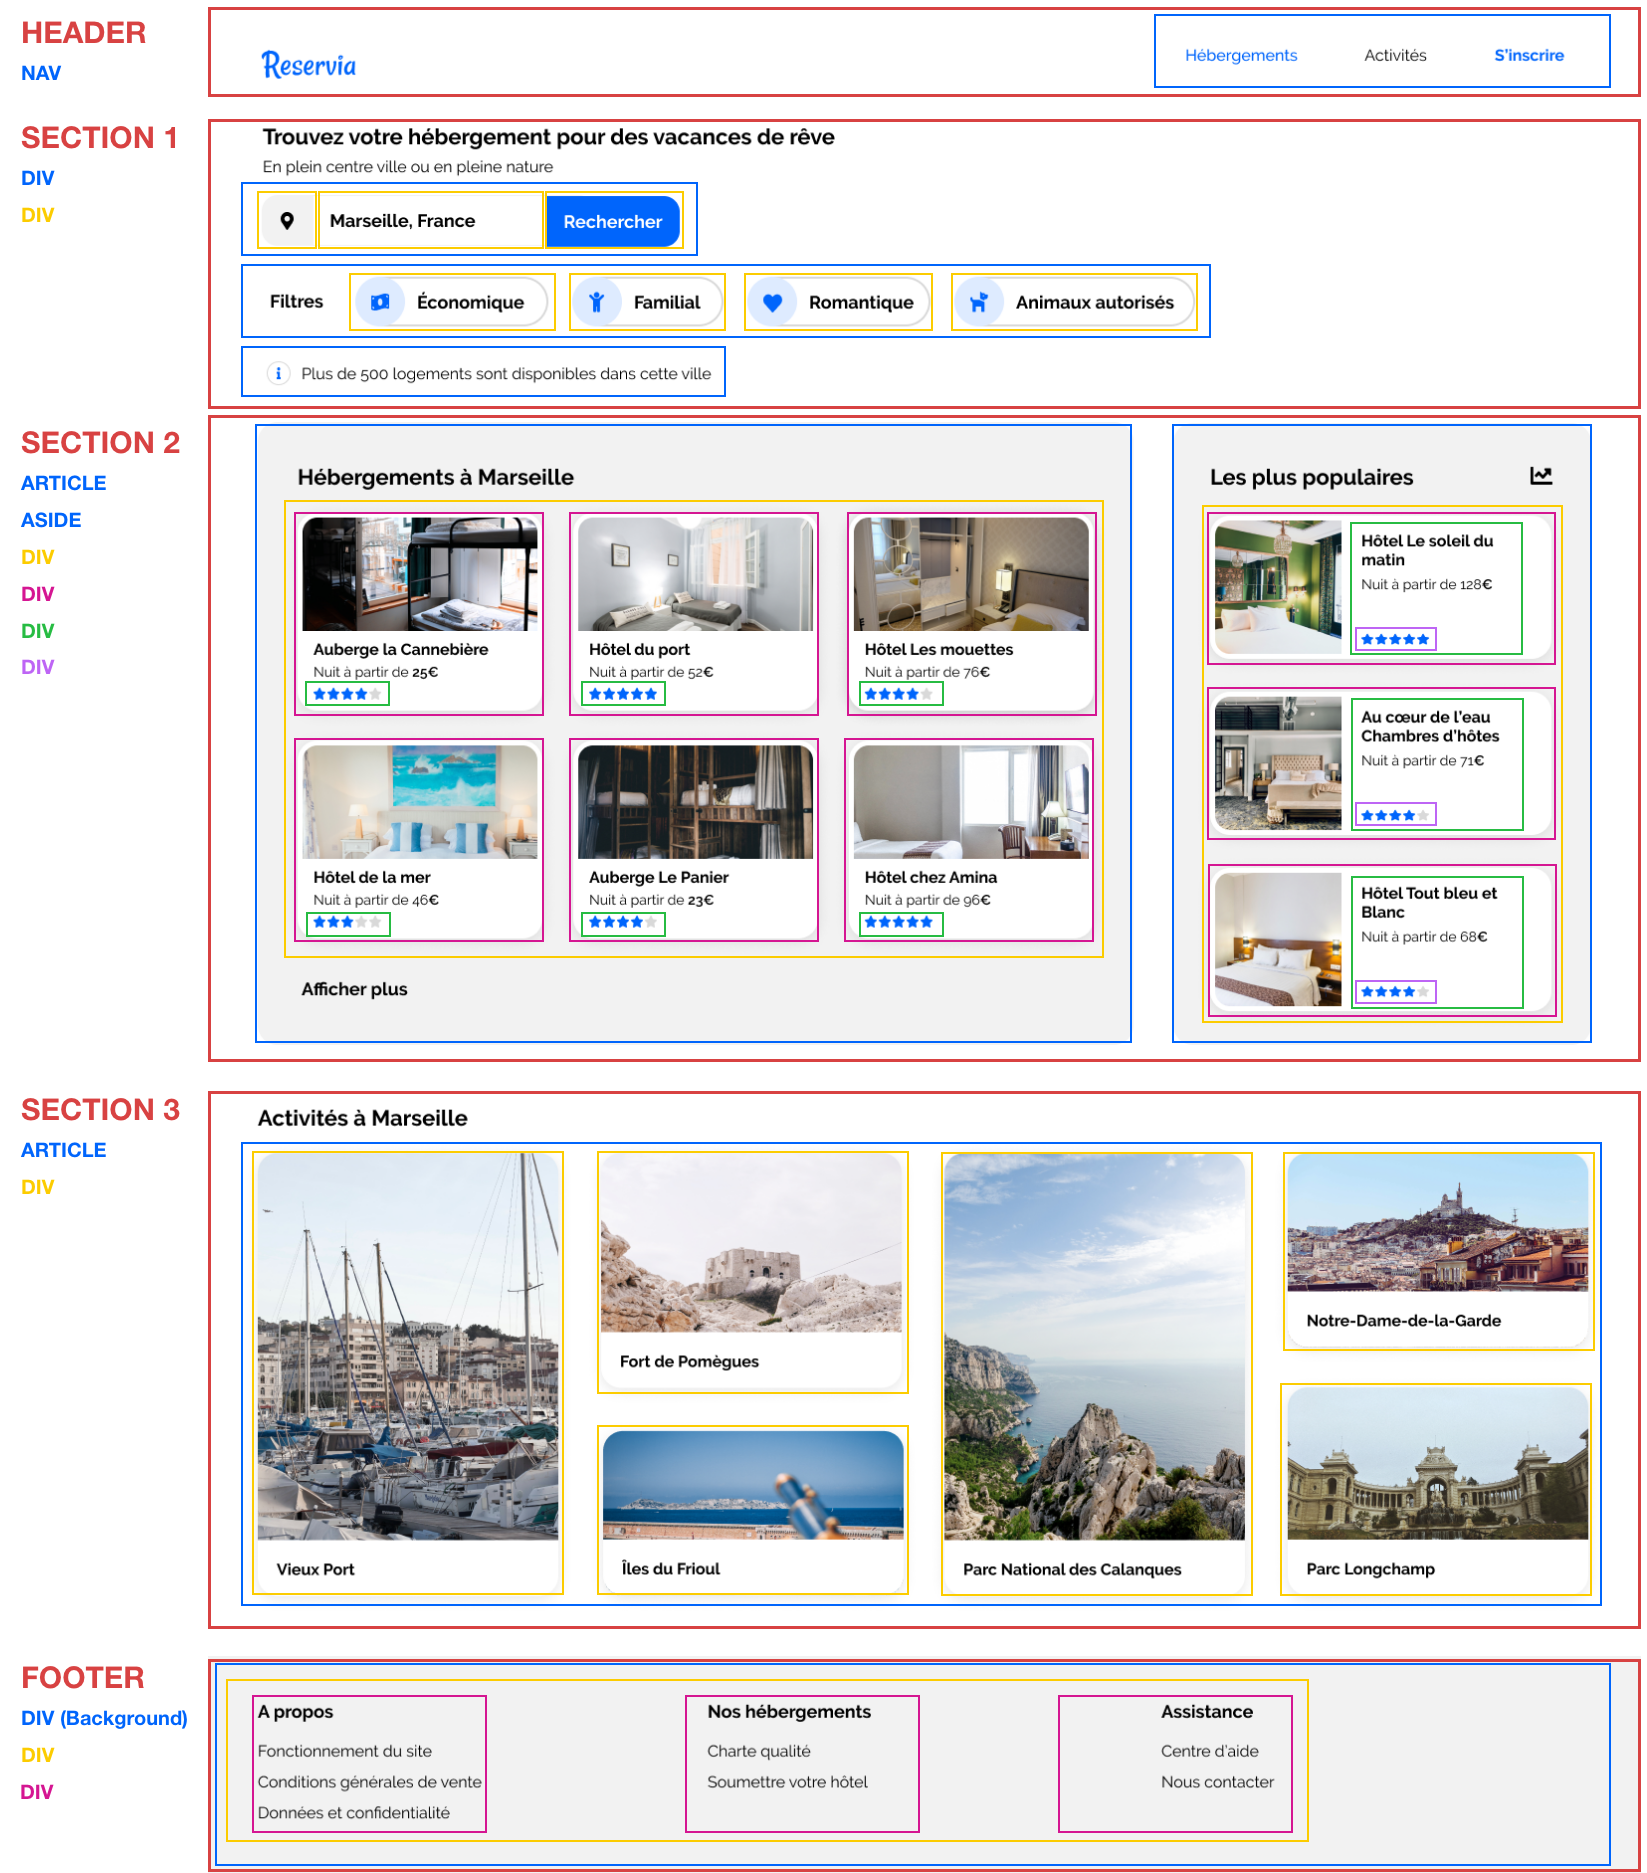 HEADER
NAV
Reservia
Hébergements
Activités
S'inscrire
SECTION 1
DIV
DIV
Trouvez votre hébergement pour des vacances de rêve
En plein centre ville ou en pleine nature
Marseille, France
Rechercher
Filtres
Économique
Familial
Romantique
Animaux autorisés
Plus de 500 logements sont disponibles dans cette ville
SECTION 2
ARTICLE
ASIDE
DIV
DIV
DIV
DIV
Hébergements à Marseille
Auberge la Cannebière
Nuit à partir de 25€
Hôtel du port
Nuit à partir de 52€
Hôtel Les mouettes
Nuit à partir de 76€
Hôtel de la mer
Nuit à partir de 46€
Auberge Le Panier
Nuit à partir de 23€
Hôtel chez Amina
Nuit à partir de 96€
Afficher plus
Les plus populaires
Hôtel Le soleil du
matin
Nuit à partir de 128€
Au cœur de l'eau
Chambres d'hôtes
Nuit à partir de 71€
Hôtel Tout bleu et
Blanc
Nuit à partir de 68€
SECTION 3
ARTICLE
DIV
Activités à Marseille
Vieux Port
Fort de Pomègues
Îles du Frioul
Parc National des Calanques
Notre-Dame-de-la-Garde
Parc Longchamp
FOOTER
DIV (Background)
DIV
DIV
A propos
Fonctionnement du site
Conditions générales de vente
Données et confidentialité
Nos hébergements
Charte qualité
Soumettre votre hôtel
Assistance
Centre d'aide
Nous contacter